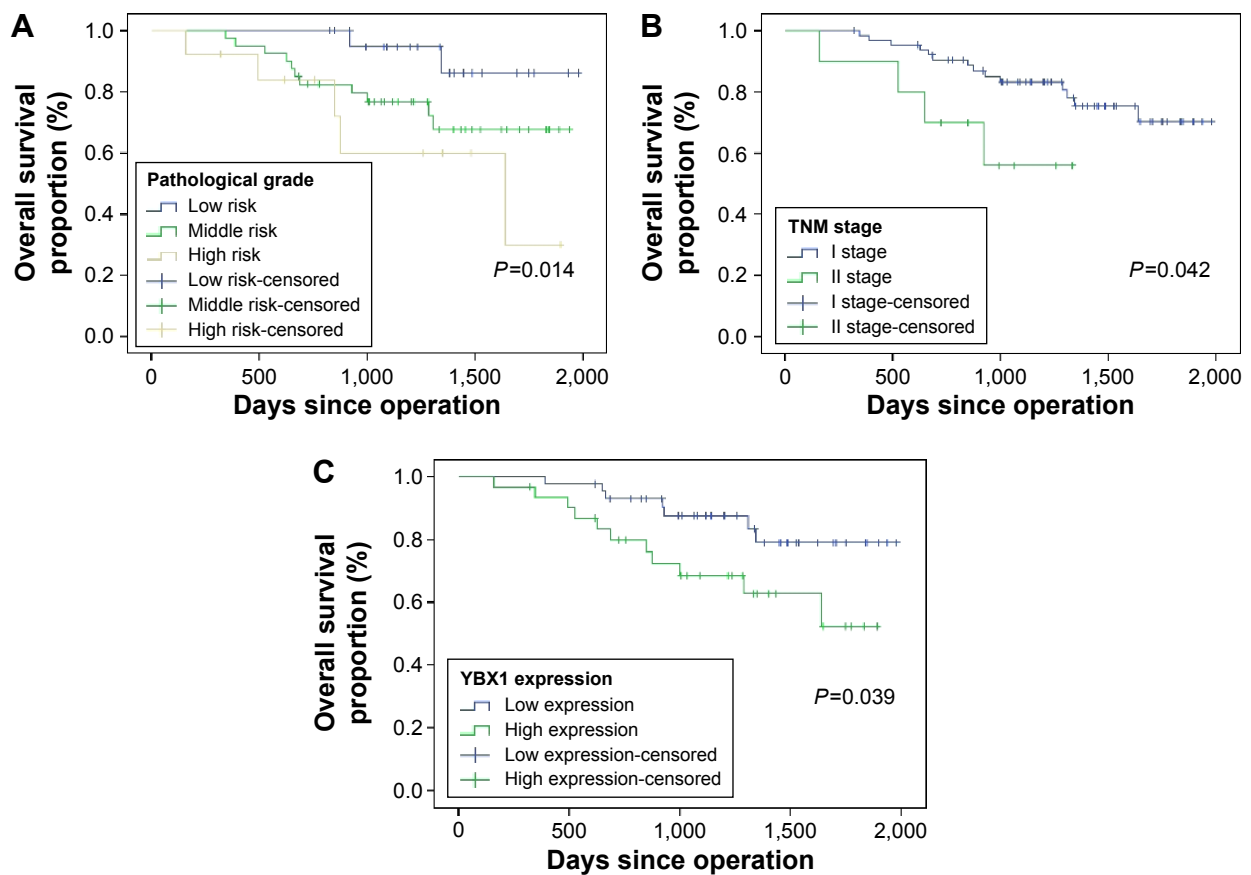 A
Overall survival
proportion (%)
1.0
0.8
0.6
0.4
0.2
0.0
Pathological grade
Low risk
Middle risk
High risk
Low risk-censored
Middle risk-censored
High risk-censored
P=0.014
0 500 1,000 1,500 2,000
Days since operation
B
Overall survival
proportion (%)
1.0
0.8
0.6
0.4
0.2
0.0
TNM stage
I stage
II stage
I stage-censored
II stage-censored
P=0.042
0 500 1,000 1,500 2,000
Days since operation
C
Overall survival
proportion (%)
1.0
0.8
0.6
0.4
0.2
0.0
YBX1 expression
Low expression
High expression
Low expression-censored
High expression-censored
P=0.039
0 500 1,000 1,500 2,000
Days since operation